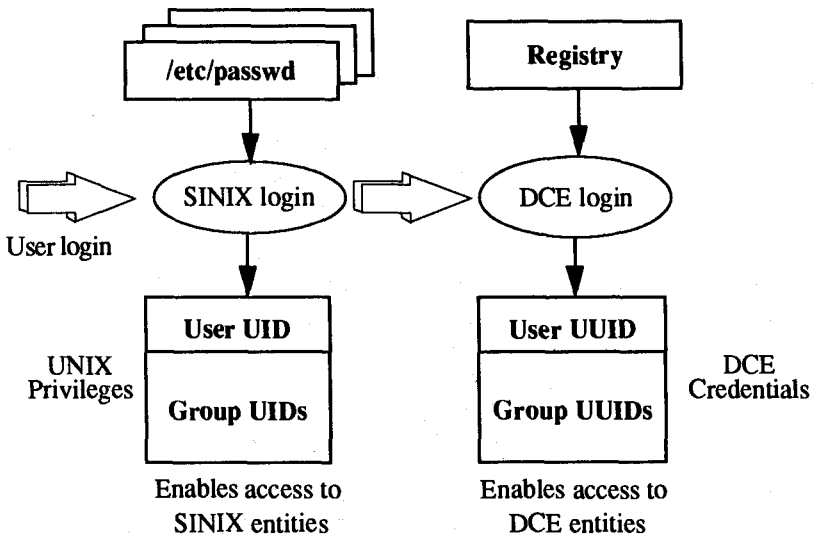 /etc/passwd
Registry
SINIX login
DCE login
User login
User UID
User UUID
UNIX
Privileges
Group UIDs
Group UUIDs
DCE
Credentials
Enables access to
SINIX entities
Enables access to
DCE entities